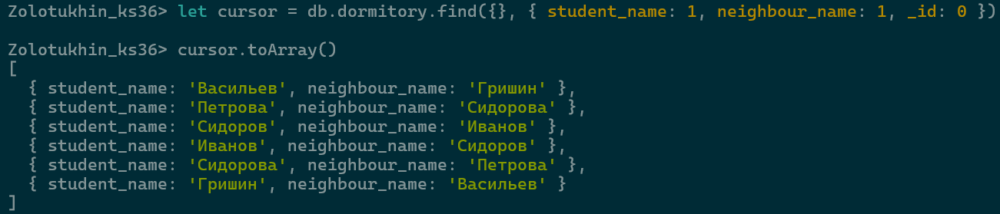 Zolotukhin_ks36> let cursor = db.dormitory.find({}, { student_name: 1, neighbour_name: 1, _id: 0 })
Zolotukhin_ks36> cursor.toArray()
[
  { student_name: 'Васильев', neighbour_name: 'Гришин' },
  { student_name: 'Петрова', neighbour_name: 'Сидорова' },
  { student_name: 'Сидоров', neighbour_name: 'Иванов' },
  { student_name: 'Иванов', neighbour_name: 'Сидоров' },
  { student_name: 'Сидорова', neighbour_name: 'Петрова' },
  { student_name: 'Гришин', neighbour_name: 'Васильев' }
]